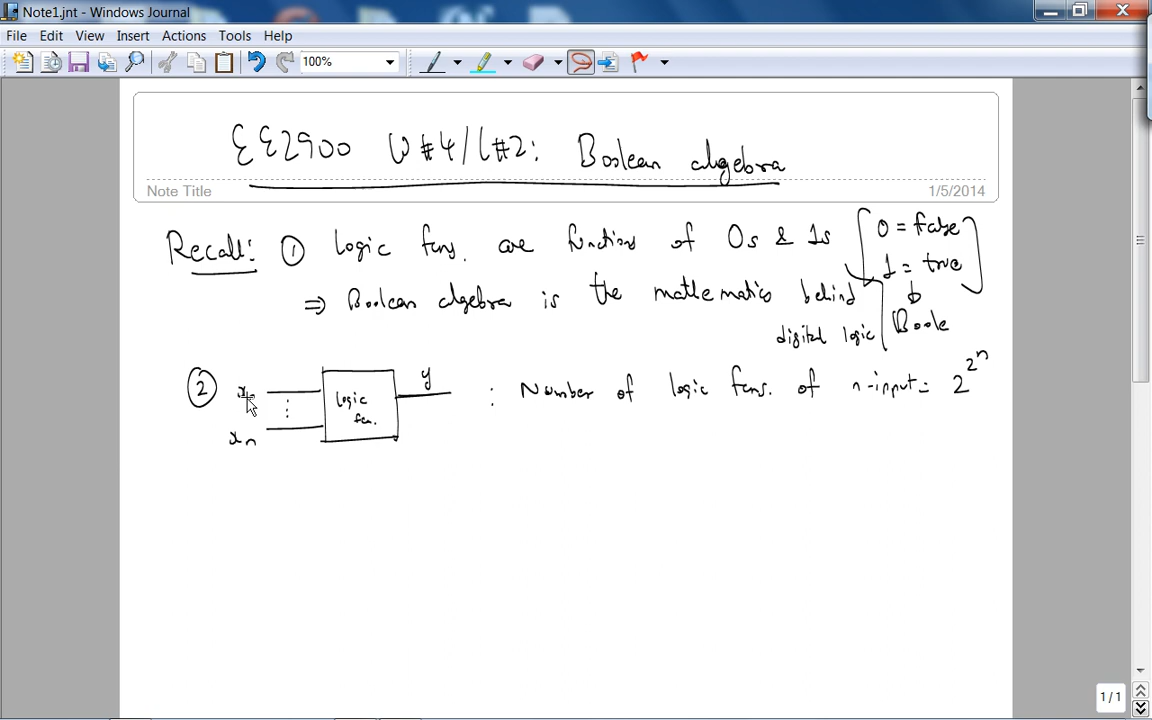 Note1.jnt - Windows Journal
File Edit View Insert Actions Tools Help
100%
EE2900 W#4/L#2: Boolean algebra
Note Title
1/5/2014
Recall: ① Logic fcns. are functions of 0s & 1s
0 = false
1 = true
⇒ Boolean algebra is the mathematics behind
digital logic
Boole
② x
xn
logic
fcn.
y
: Number of logic fcns. of n-input = 2^2^n
1/1